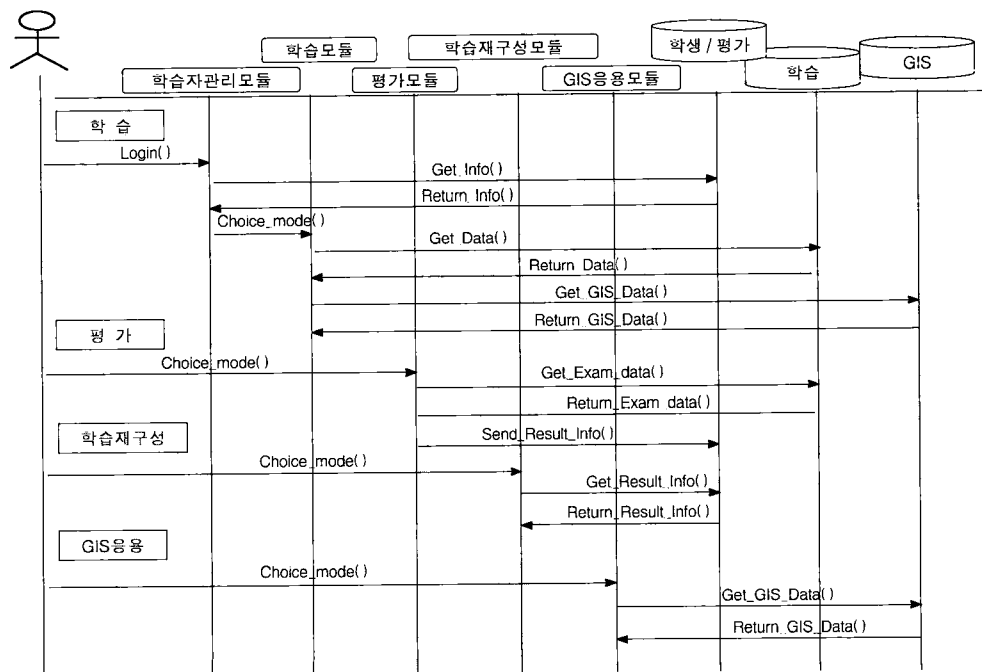 학습모듈
학습재구성모듈
학생 / 평가
GIS
학습자관리모듈
평가모듈
GIS응용모듈
학습
학 습
Login( )
Get_Info( )
Return_Info( )
Choice_mode( )
Get_Data( )
Return_Data( )
Get_GIS_Data( )
Return_GIS_Data( )
평 가
Choice_mode( )
Get_Exam_data( )
Return_Exam_data( )
학습재구성
Send_Result_Info( )
Choice_mode( )
Get_Result_Info( )
Return_Result_Info( )
GIS응용
Choice_mode( )
Get_GIS_Data( )
Return_GIS_Data( )